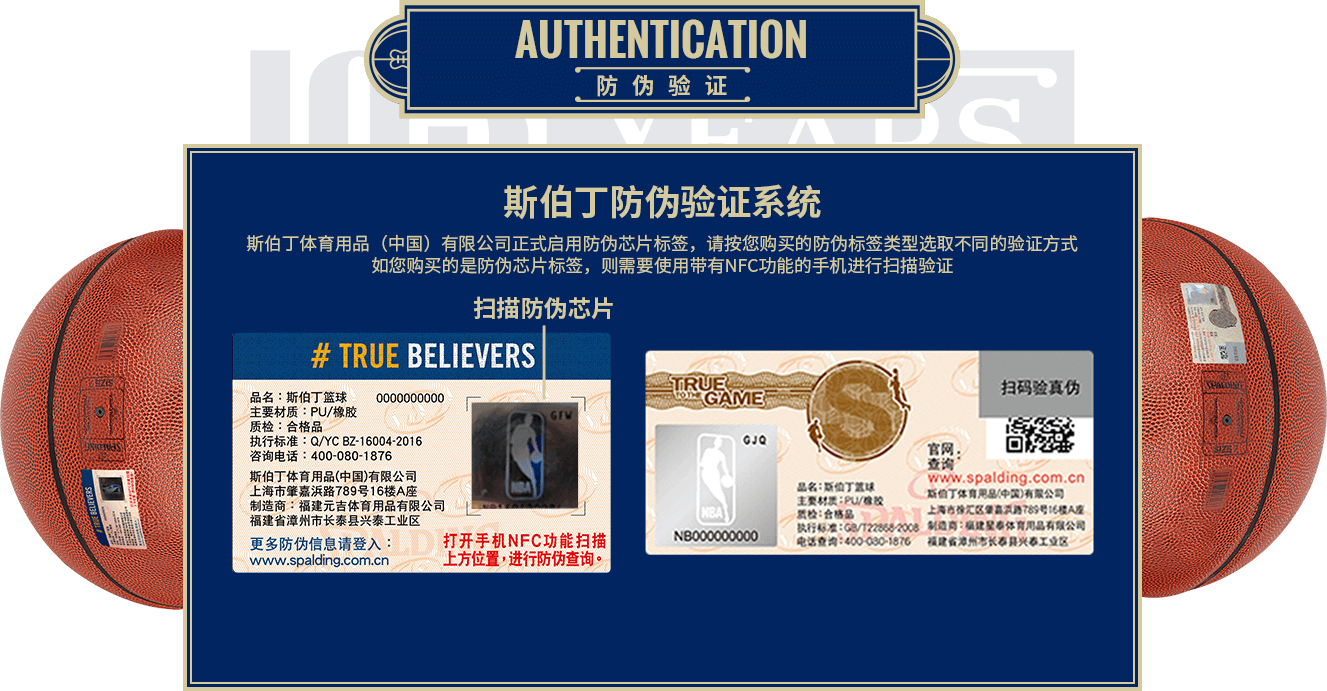 AUTHENTICATION
防伪验证
YEARS
斯伯丁防伪验证系统
斯伯丁体育用品（中国）有限公司正式启用防伪芯片标签，请按您购买的防伪标签类型选取不同的验证方式
如您购买的是防伪芯片标签，则需要使用带有NFC功能的手机进行扫描验证
扫描防伪芯片
# TRUE BELIEVERS
品名：斯伯丁篮球 0000000000
主要材质：PU/橡胶
质检：合格品
执行标准：Q/YC BZ-16004-2016
咨询电话：400-080-1876
斯伯丁体育用品(中国)有限公司
上海市肇嘉浜路789号16楼A座
制造商：福建元吉体育用品有限公司
福建省漳州市长泰县兴泰工业区
更多防伪信息请登入：
www.spalding.com.cn
GFW
NBA
打开手机NFC功能扫描
上方位置，进行防伪查询。
TRUE
TO THE
GAME
S
扫码验真伪
GJQ
NBA
NB000000000
官网：
查询
www.spalding.com.cn
品名：斯伯丁篮球
主要材质：PU/橡胶
质检：合格品
执行标准：GB/T22868-2008
电话查询：400-080-1876
斯伯丁体育用品(中国)有限公司
上海市徐汇区肇嘉浜路789号16楼A座
制造商：福建星泰体育用品有限公司
福建省漳州市长泰县兴泰工业区
# TRUE BELIEVERS
SPALDING